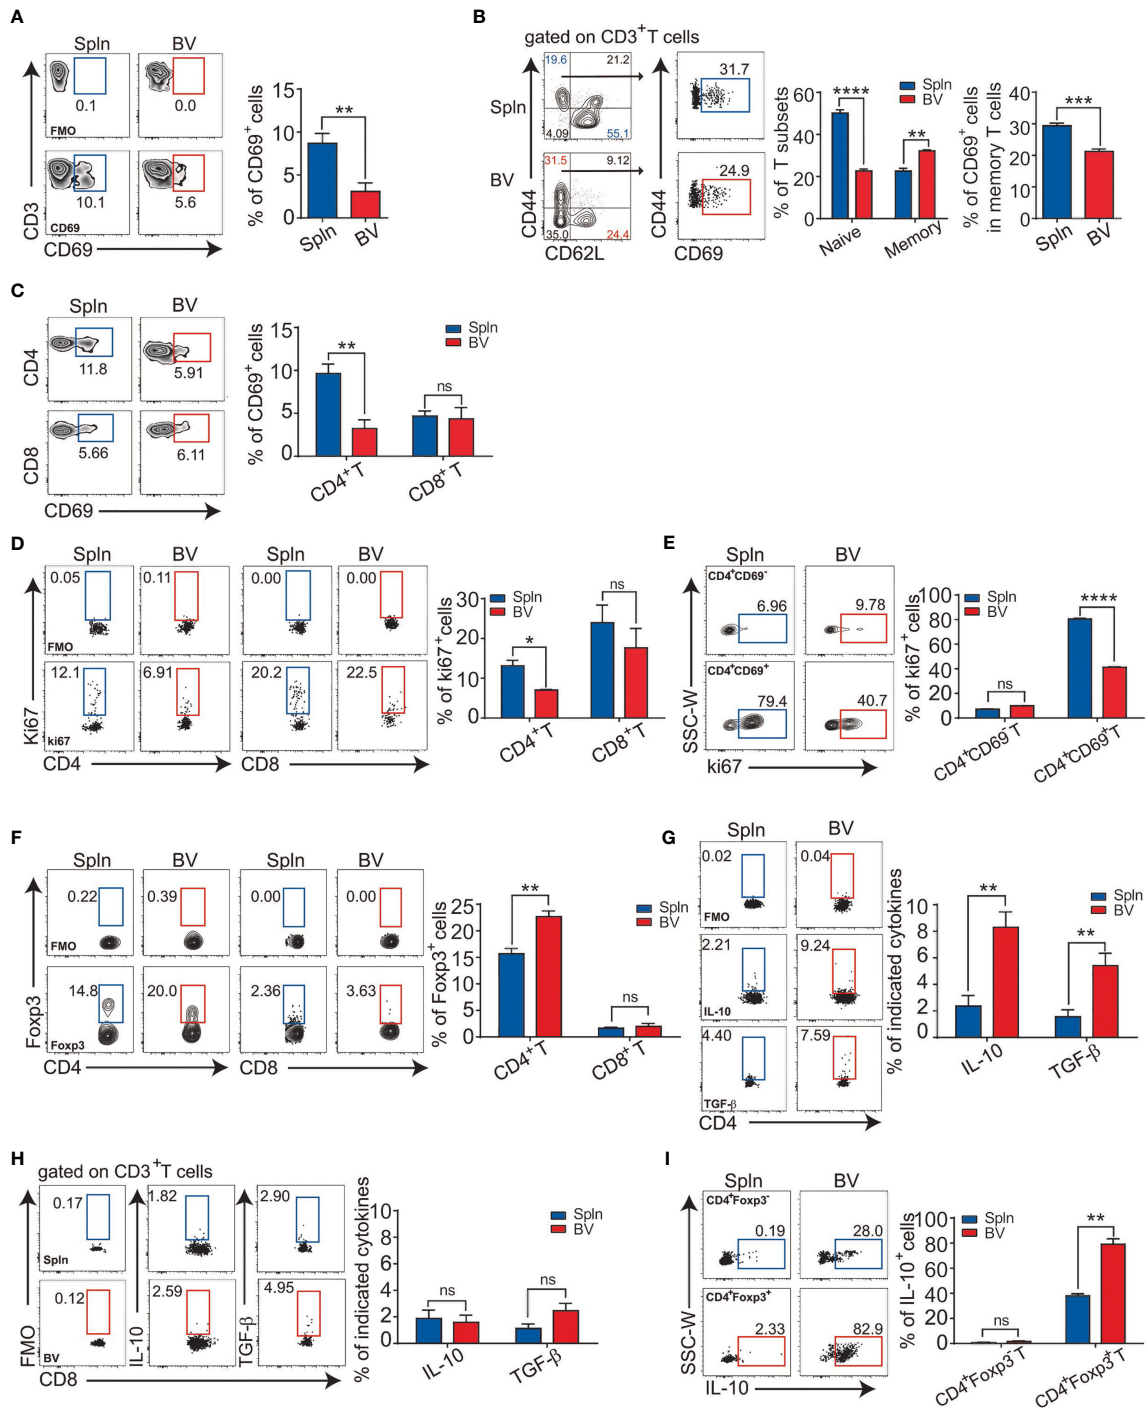 A
Spln
BV
0.1
0.0
FMO
10.1
5.6
CD69
CD3
CD69
% of CD69⁺ cells
15
10
5
0
**
Spln
BV
B
gated on CD3⁺T cells
19.6
21.2
4.09
55.1
Spln
31.7
31.5
9.12
35.0
24.4
BV
24.9
CD44
CD62L
CD44
CD69
% of T subsets
60
40
20
0
****
**
Naive
Memory
Spln
BV
% of CD69⁺ cells
in memory T cells
40
30
20
10
0
***
Spln
BV
C
Spln
BV
CD4
11.8
5.91
CD8
5.66
6.11
CD69
% of CD69⁺ cells
15
10
5
0
**
ns
CD4⁺T
CD8⁺T
Spln
BV
D
Spln
BV
Spln
BV
0.05
0.11
0.00
0.00
FMO
12.1
6.91
20.2
22.5
ki67
Ki67
CD4
CD8
% of ki67⁺cells
30
20
10
0
*
ns
Spln
BV
CD4⁺T
CD8⁺T
E
Spln
BV
CD4⁺CD69⁻
6.96
9.78
CD4⁺CD69⁺
79.4
40.7
SSC-W
ki67
% of ki67⁺ cells
100
80
60
40
20
0
ns
****
Spln
BV
CD4⁺CD69⁻T
CD4⁺CD69⁺T
F
Spln
BV
Spln
BV
0.22
0.39
0.00
0.00
FMO
14.8
20.0
2.36
3.63
Foxp3
Foxp3
CD4
CD8
% of Foxp3⁺ cells
25
20
15
10
5
0
**
ns
Spln
BV
CD4⁺T
CD8⁺T
G
Spln
BV
0.02
0.04
FMO
2.21
9.24
IL-10
4.40
7.59
TGF-β
CD4
% of indicated cytokines
10
8
6
4
2
0
**
**
Spln
BV
IL-10
TGF-β
H
gated on CD3⁺T cells
0.17
1.82
2.90
Spln
0.12
2.59
4.95
BV
FMO
IL-10
TGF-β
CD8
% of indicated cytokines
10
8
6
4
2
0
ns
ns
Spln
BV
IL-10
TGF-β
I
Spln
BV
CD4⁺Foxp3⁻
0.19
28.0
CD4⁺Foxp3⁺
2.33
82.9
SSC-W
IL-10
% of IL-10⁺ cells
100
80
60
40
20
0
ns
**
Spln
BV
CD4⁺Foxp3⁻T
CD4⁺Foxp3⁺T